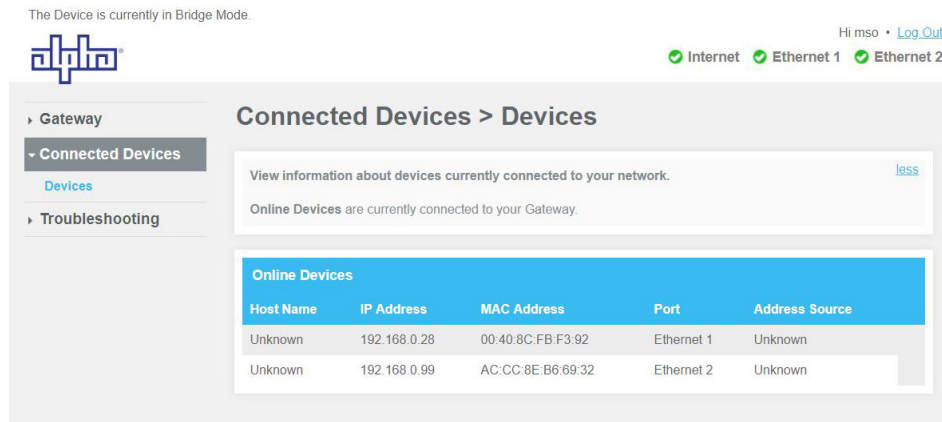 The Device is currently in Bridge Mode.
Hi mso • Log Out
alpha
Internet Ethernet 1 Ethernet 2
Gateway
Connected Devices
Devices
Troubleshooting
Connected Devices > Devices
View information about devices currently connected to your network.
less
Online Devices are currently connected to your Gateway.
Online Devices
Host Name IP Address MAC Address Port Address Source
Unknown 192.168.0.28 00:40:8C:FB:F3:92 Ethernet 1 Unknown
Unknown 192.168.0.99 AC:CC:8E:B6:69:32 Ethernet 2 Unknown